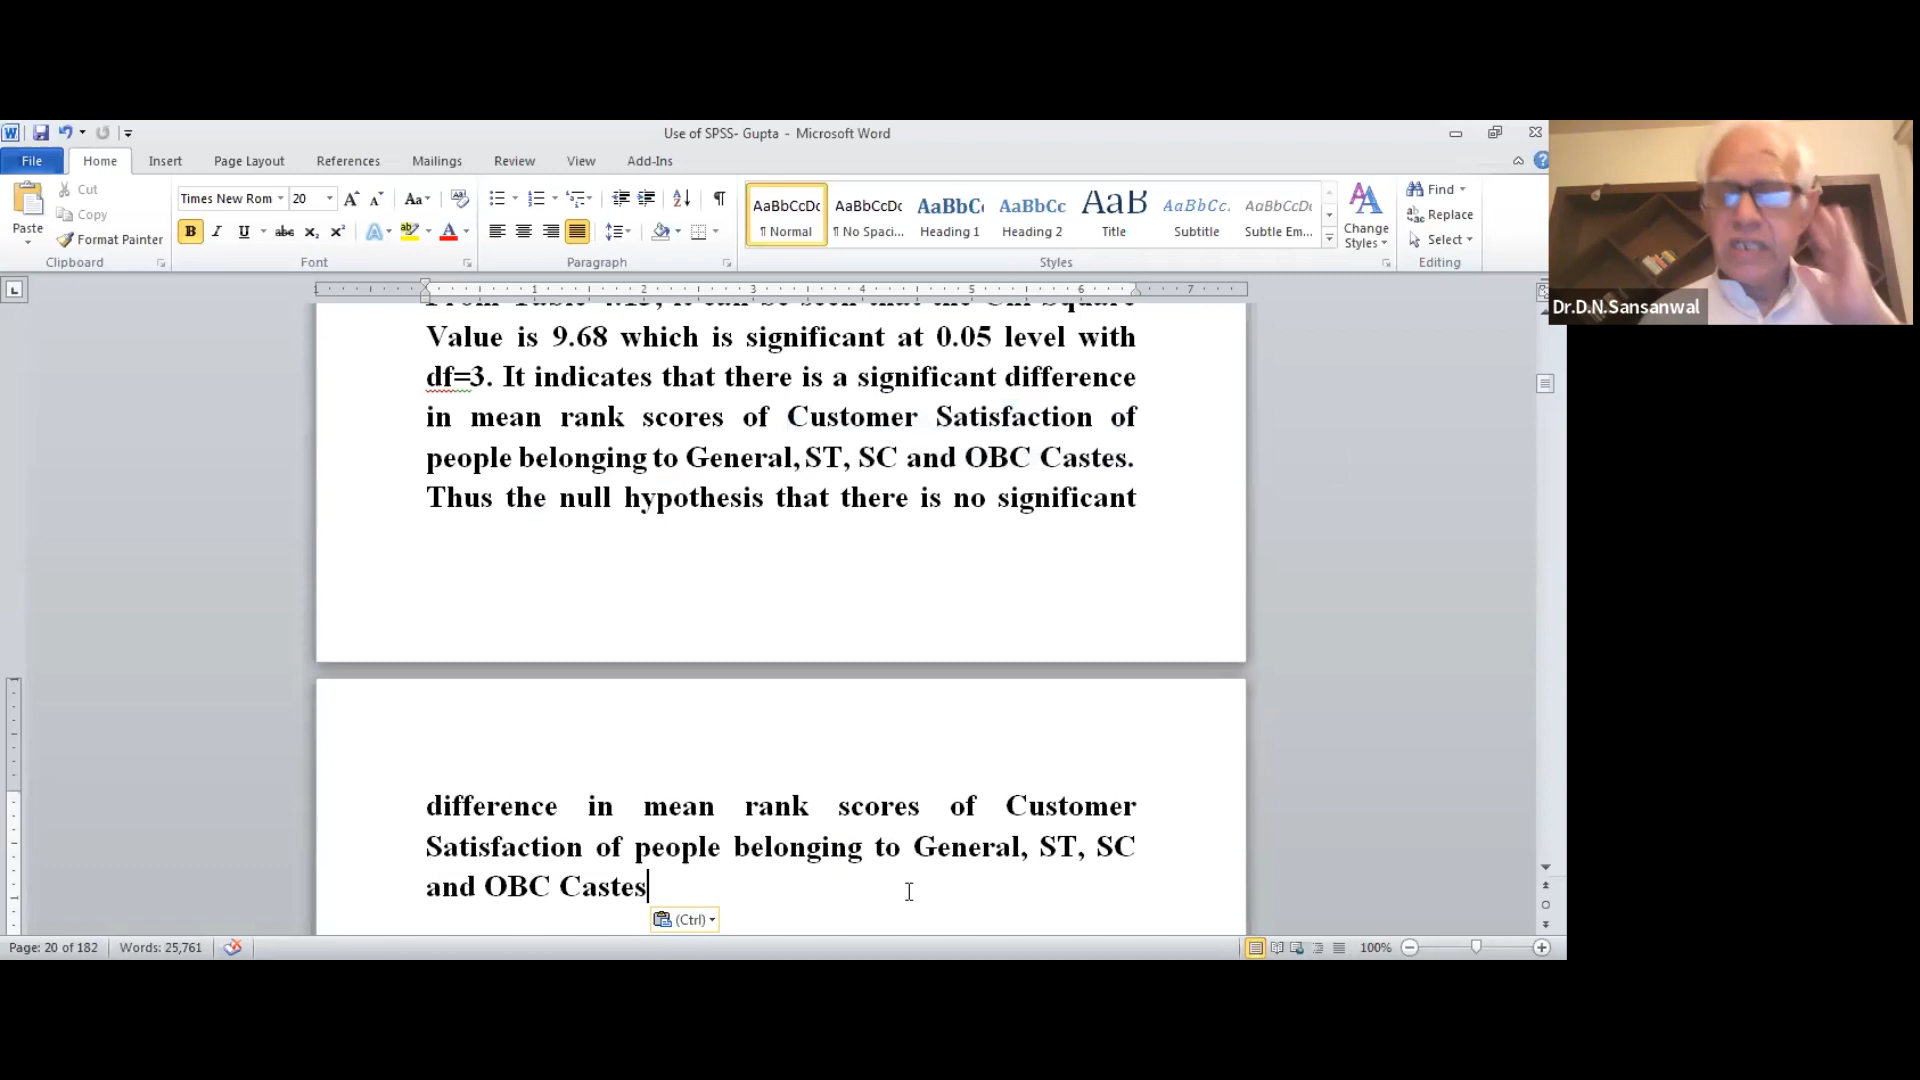 Use of SPSS- Gupta - Microsoft Word
File Home Insert Page Layout References Mailings Review View Add-Ins
Paste
Cut
Copy
Format Painter
Clipboard
Times New Rom 20
Font
Paragraph
AaBbCcDc AaBbCcDc AaBbC AaBbCc AaB AaBbCc. AaBbCcDc
¶ Normal ¶ No Spaci... Heading 1 Heading 2 Title Subtitle Subtle Em...
Change
Styles
Styles
Find
Replace
Select
Editing
Dr.D.N.Sansanwal
Value is 9.68 which is significant at 0.05 level with
df=3. It indicates that there is a significant difference
in mean rank scores of Customer Satisfaction of
people belonging to General, ST, SC and OBC Castes.
Thus the null hypothesis that there is no significant
difference in mean rank scores of Customer
Satisfaction of people belonging to General, ST, SC
and OBC Castes
(Ctrl)
Page: 20 of 182 Words: 25,761 100%